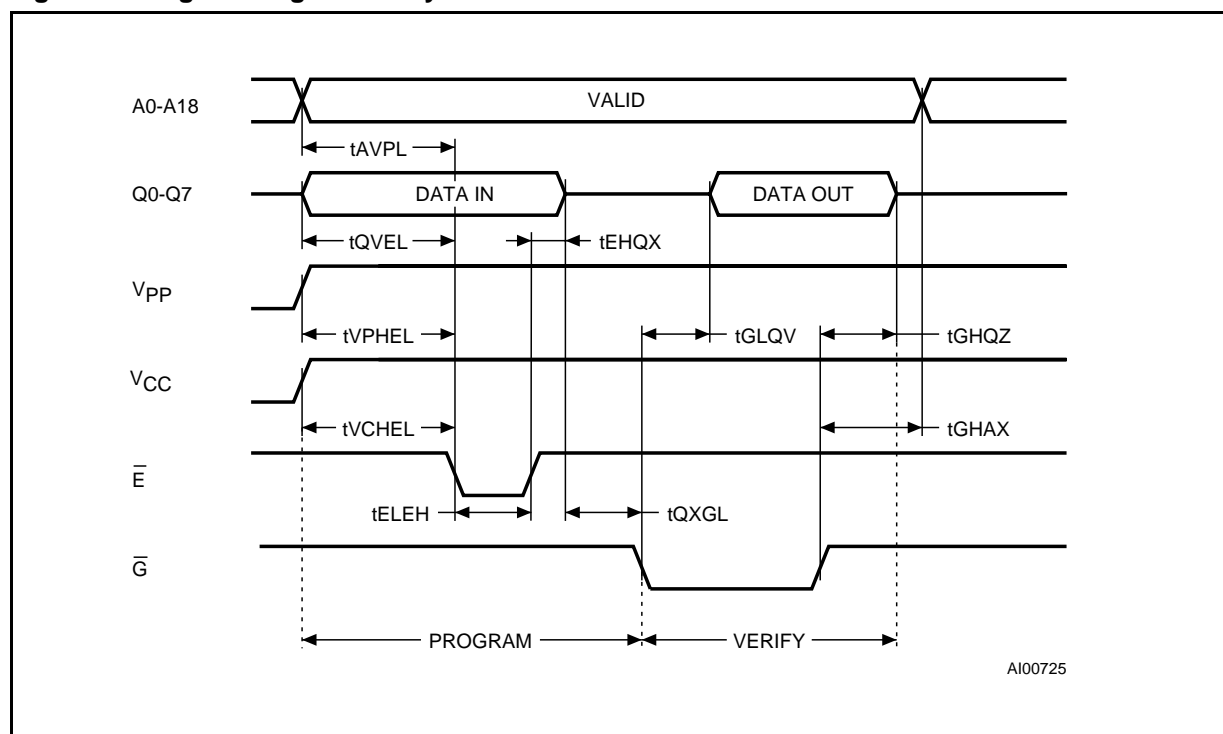 A0-A18
VALID
tAVPL
Q0-Q7
DATA IN
DATA OUT
tQVEL
tEHQX
VPP
tVPHEL
tGLQV
tGHQZ
VCC
tVCHEL
tGHAX
E̅
tELEH
tQXGL
G̅
PROGRAM
VERIFY
AI00725